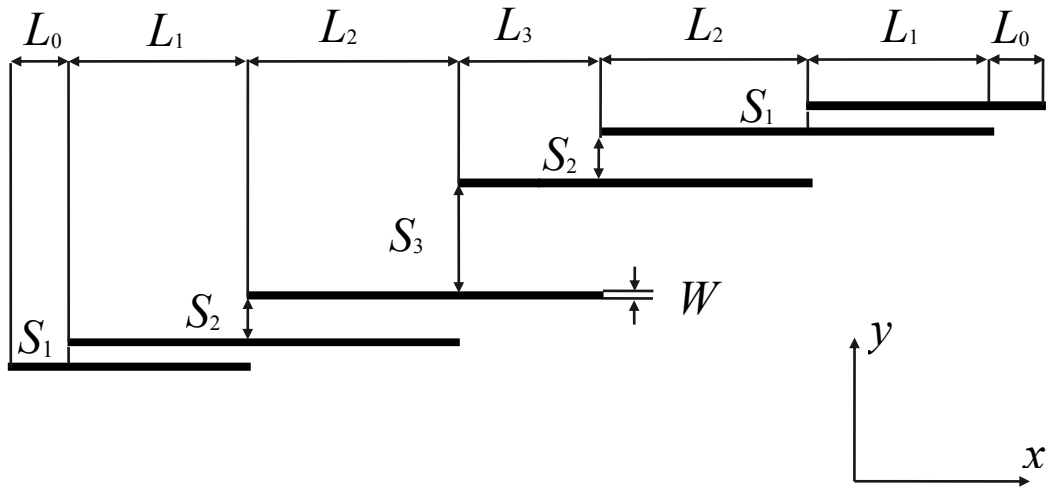 L₀ L₁ L₂ L₃ L₂ L₁ L₀
S₁
S₂
S₃
S₂ W
S₁
y
x